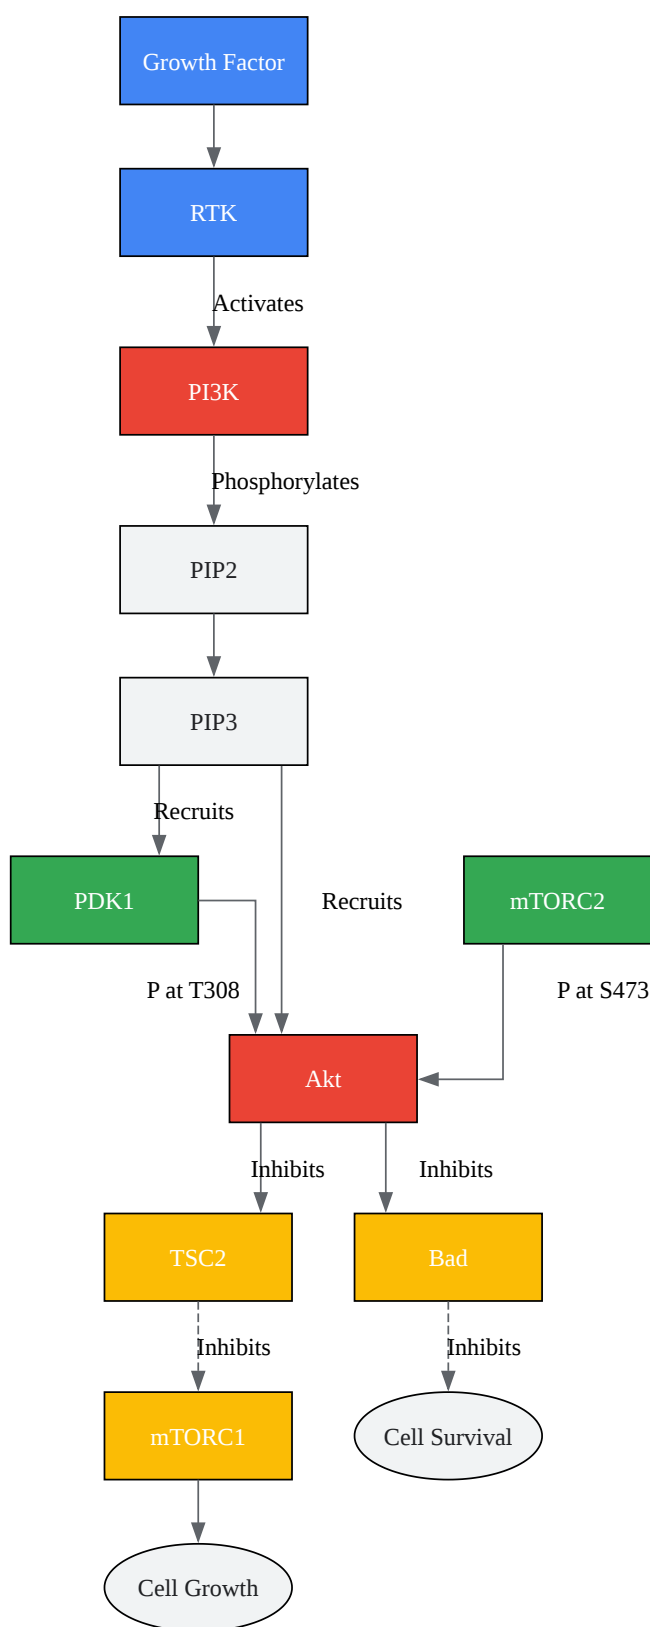 Growth Factor
RTK
Activates
PI3K
Phosphorylates
PIP2
PIP3
Recruits
PDK1
Recruits
mTORC2
P at T308
P at S473
Akt
Inhibits
Inhibits
TSC2
Bad
Inhibits
Inhibits
mTORC1
Cell Survival
Cell Growth